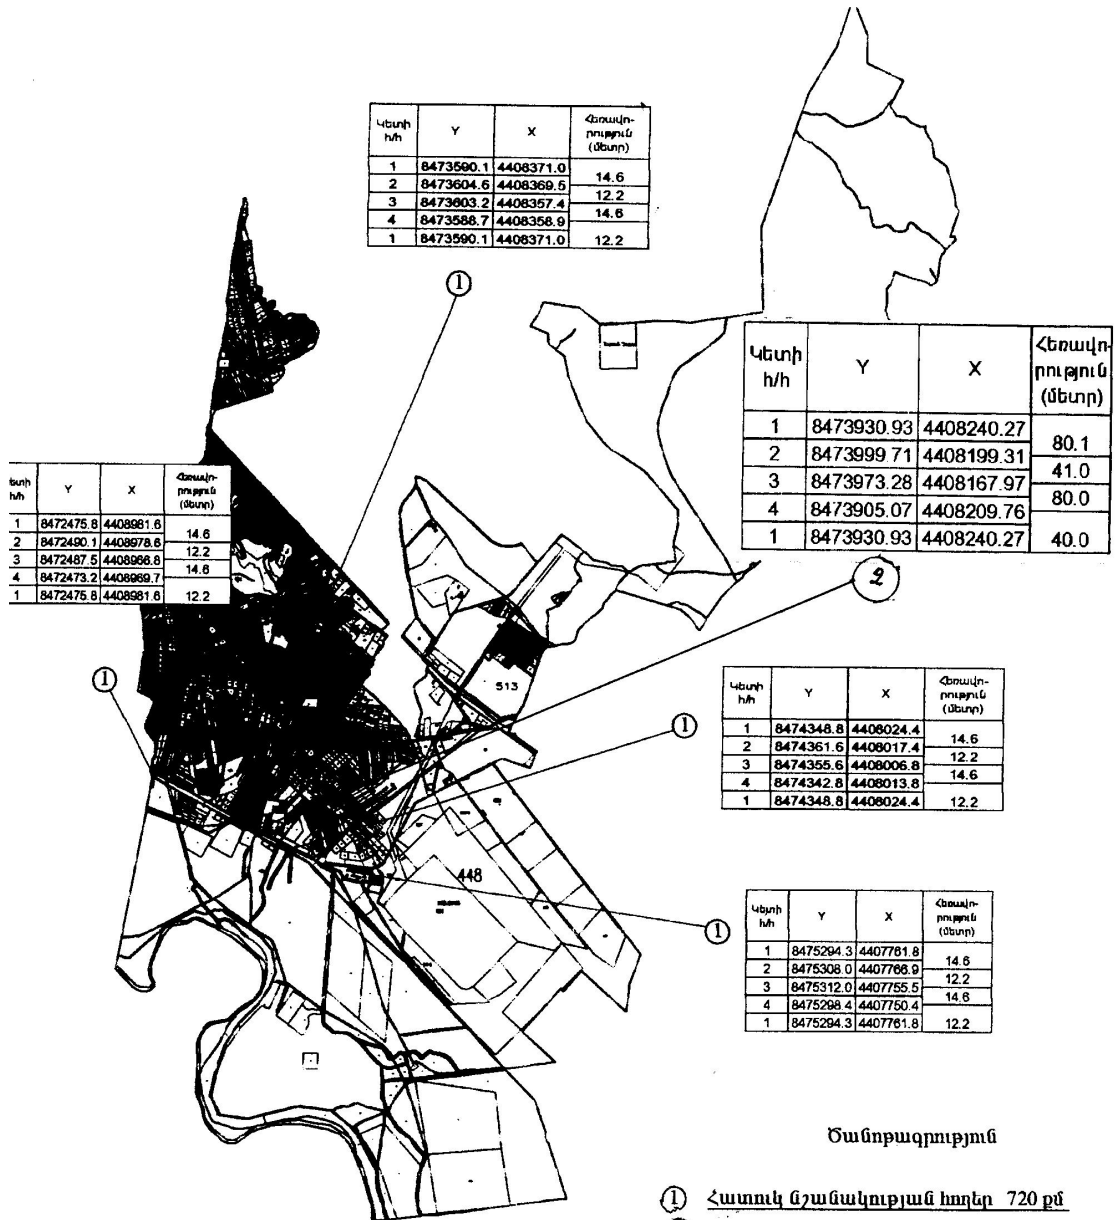 Կետի Y X Հեռավո-
հ/հ րություն
(մետր)
1 8473590.1 4408371.0
14.6
2 8473604.6 4408369.5
12.2
3 8473603.2 4408357.4
14.6
4 8473588.7 4408358.9
1 8473590.1 4408371.0 12.2
1
Կետի Y X Հեռավո-
հ/հ րություն
(մետր)
1 8473930.93 4408240.27
80.1
2 8473999.71 4408199.31
41.0
3 8473973.28 4408167.97
80.0
4 8473905.07 4408209.76
1 8473930.93 4408240.27 40.0
2
Y X Հեռավո-
հ/հ րություն
(մետր)
1 8472475.8 4408981.6
14.6
2 8472490.1 4408978.6
12.2
3 8472487.5 4408966.8
14.6
4 8472473.2 4408969.7
1 8472475.8 4408981.6 12.2
1
513
1
Կետի Y X Հեռավո-
հ/հ րություն
(մետր)
1 8474348.8 4408024.4
14.6
2 8474361.6 4408017.4
12.2
3 8474355.6 4408006.8
14.6
4 8474342.8 4408013.8
1 8474348.8 4408024.4 12.2
448
1
Կետի Y X Հեռավո-
հ/հ րություն
(մետր)
1 8475294.3 4407761.8
14.6
2 8475308.0 4407766.9
12.2
3 8475312.0 4407755.5
14.6
4 8475298.4 4407750.4
1 8475294.3 4407761.8 12.2
Ծանոթագրություն
1 Հատուկ նշանակության հողեր 720 քմ